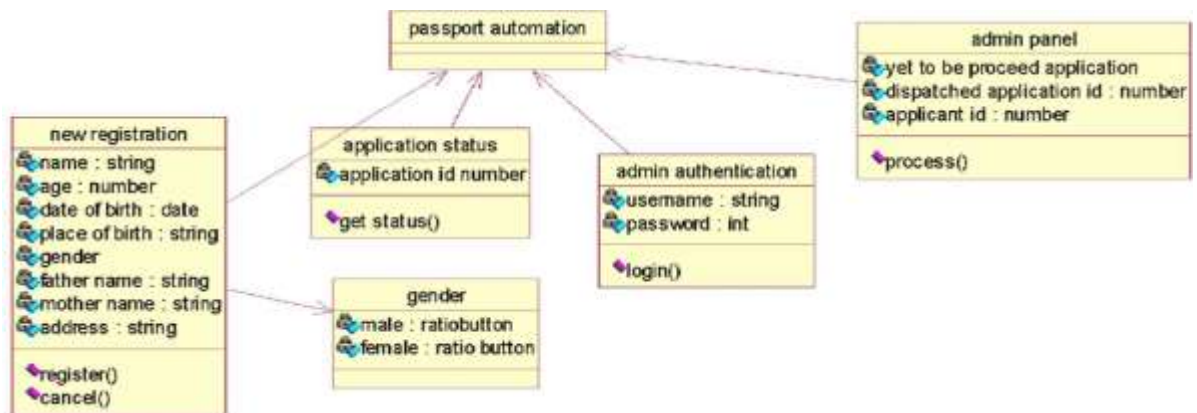 passport automation
admin panel
yet to be proceed application
dispatched application id : number
applicant id : number
process()
new registration
name : string
age : number
date of birth : date
place of birth : string
gender
father name : string
mother name : string
address : string
register()
cancel()
application status
application id number
get status()
admin authentication
username : string
password : int
login()
gender
male : ratiobutton
female : ratio button